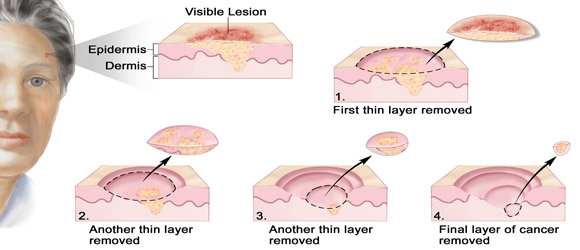 Visible Lesion
Epidermis
Dermis
1.
First thin layer removed
2.
Another thin layer
removed
3.
Another thin layer
removed
4.
Final layer of cancer
removed